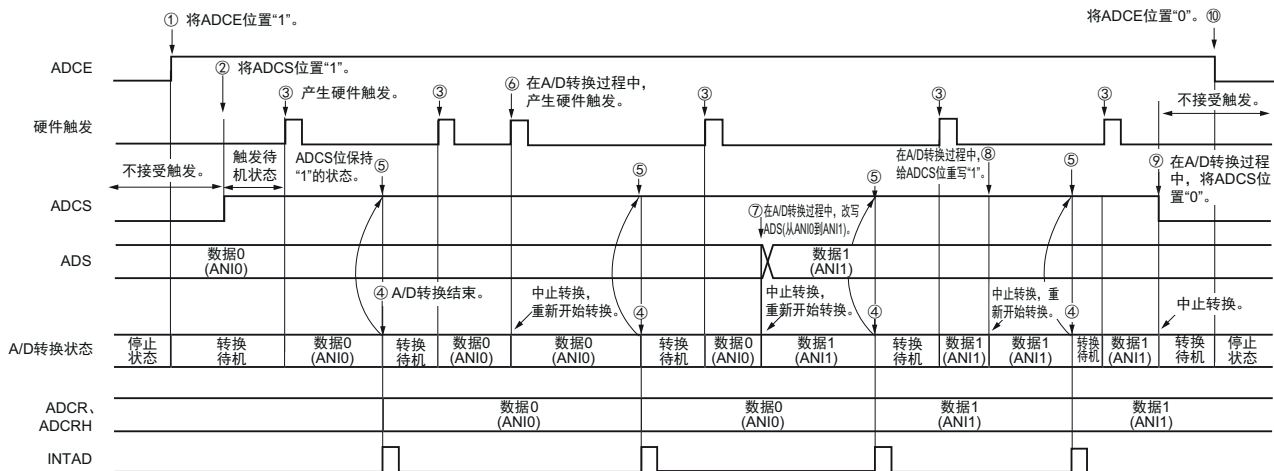 ① 将ADCE位置“1”。
将ADCE位置“0”。⑩
ADCE
② 将ADCS位置“1”。
③ 产生硬件触发。
③
⑥ 在A/D转换过程中,
产生硬件触发。
③
③
③
不接受触发。
硬件触发
不接受触发。
触发待
机状态
ADCS位保持
“1”的状态。
⑤
⑤
⑤
在A/D转换过程中,
给ADCS位重写“1”。
⑧
⑤
⑨ 在A/D转换过程
中，将ADCS位
置“0”。
ADCS
⑦在A/D转换过程中，改写
ADS(从ANI0到ANI1)。
ADS
数据0
(ANI0)
数据1
(ANI1)
④ A/D转换结束。
中止转换，
重新开始转换。
④
中止转换，
重新开始转换。
④
中止转换，重
新开始转换。
④
中止转换。
A/D转换状态
停止
状态
转换
待机
数据0
(ANI0)
转换
待机
数据0
(ANI0)
数据0
(ANI0)
转换
待机
数据0
(ANI0)
数据1
(ANI1)
转换
待机
数据1
(ANI1)
数据1
(ANI1)
转换
待机
数据1
(ANI1)
转换
待机
停止
状态
ADCR、
ADCRH
数据0
(ANI0)
数据0
(ANI0)
数据1
(ANI1)
数据1
(ANI1)
INTAD